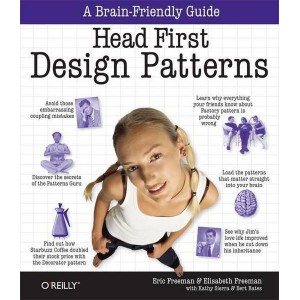 A Brain-Friendly Guide
Head First
Design Patterns
Avoid those
embarrassing
coupling mistakes
Learn why everything
your friends know about
Factory pattern is
probably
wrong
Discover the secrets
of the Patterns Guru
Load the patterns
that matter straight
into your brain
Find out how
Starbuzz Coffee doubled
their stock price with
the Decorator pattern
See why Jim's
love life improved
when he cut down
his inheritance
O'REILLY®
Eric Freeman & Elisabeth Freeman
with Kathy Sierra & Bert Bates